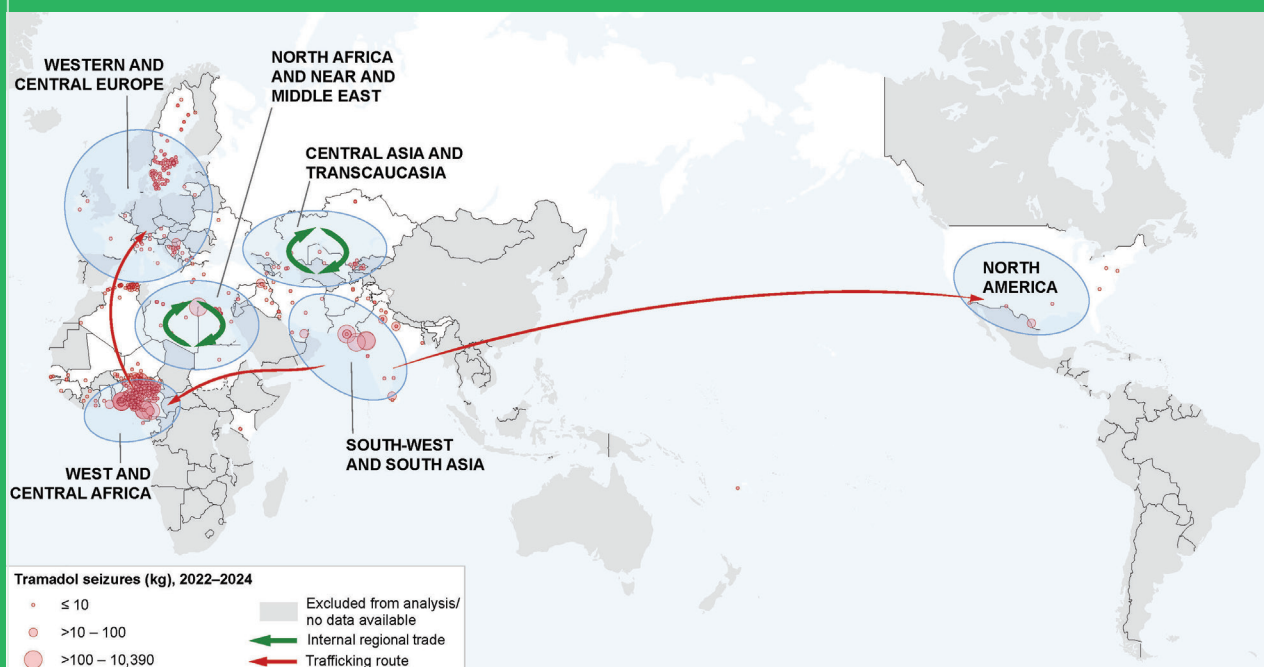 WESTERN AND
CENTRAL EUROPE
NORTH AFRICA
AND NEAR AND
MIDDLE EAST
CENTRAL ASIA AND
TRANSCAUCASIA
NORTH
AMERICA
SOUTH-WEST
AND SOUTH ASIA
WEST AND
CENTRAL AFRICA
Tramadol seizures (kg), 2022–2024
≤ 10
>10 – 100
>100 – 10,390
Excluded from analysis/
no data available
Internal regional trade
Trafficking route